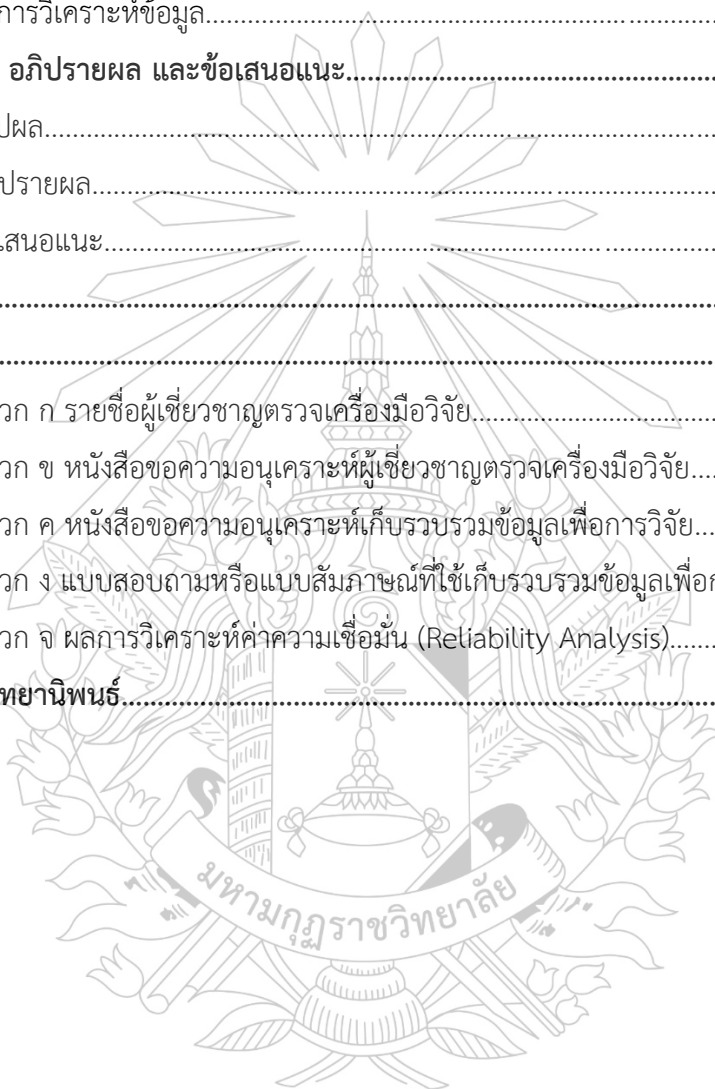 การวิเคราะห์ข้อมูล................................................................
อภิปรายผล และข้อเสนอแนะ................................................................
ปผล................................................................
ปรายผล................................................................
เสนอแนะ................................................................
................................................................
................................................................
วก ก รายชื่อผู้เชี่ยวชาญตรวจเครื่องมือวิจัย........................................
วก ข หนังสือขอความอนุเคราะห์ผู้เชี่ยวชาญตรวจเครื่องมือวิจัย....
วก ค หนังสือขอความอนุเคราะห์เก็บรวบรวมข้อมูลเพื่อการวิจัย...
วก ง แบบสอบถามหรือแบบสัมภาษณ์ที่ใช้เก็บรวบรวมข้อมูลเพื่อก
วก จ ผลการวิเคราะห์ค่าความเชื่อมั่น (Reliability Analysis).......
ทยานิพนธ์................................................................
มหามกุฏราชวิทยาลัย